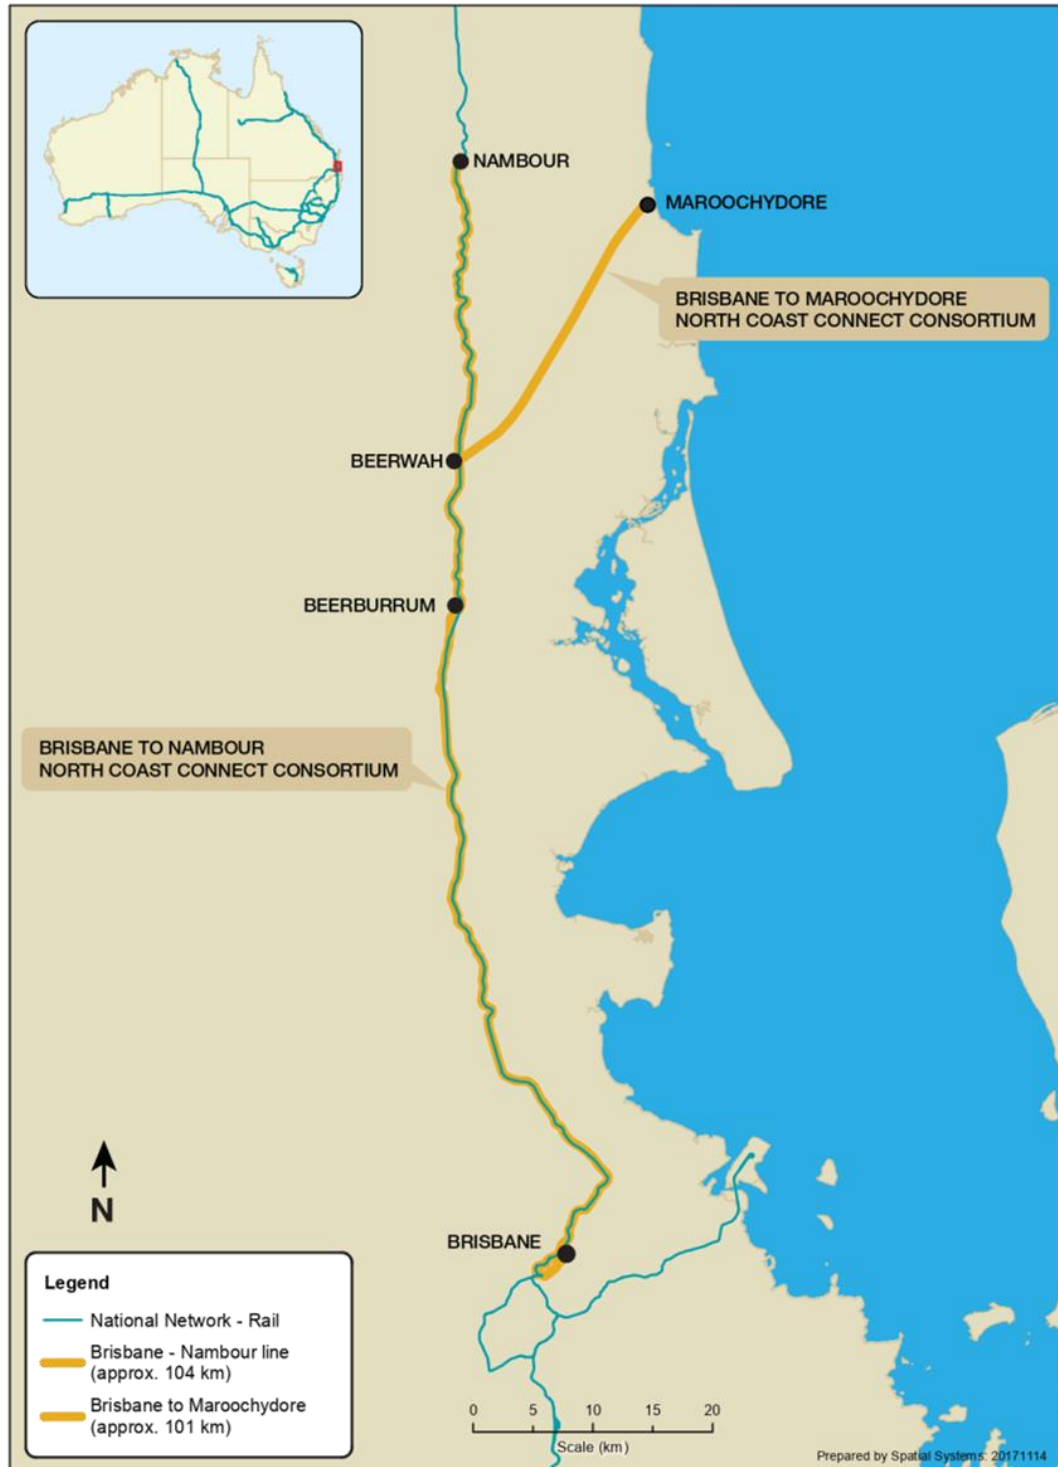 NAMBOUR
MAROOCHYDORE
BRISBANE TO MAROOCHYDORE
NORTH COAST CONNECT CONSORTIUM
BEERWAH
BEERBURRUM
BRISBANE TO NAMBOUR
NORTH COAST CONNECT CONSORTIUM
N
BRISBANE
Legend
National Network - Rail
Brisbane - Nambour line
(approx. 104 km)
Brisbane to Maroochydore
(approx. 101 km)
0 5 10 15 20
Scale (km)
Prepared by Spatial Systems: 20171114